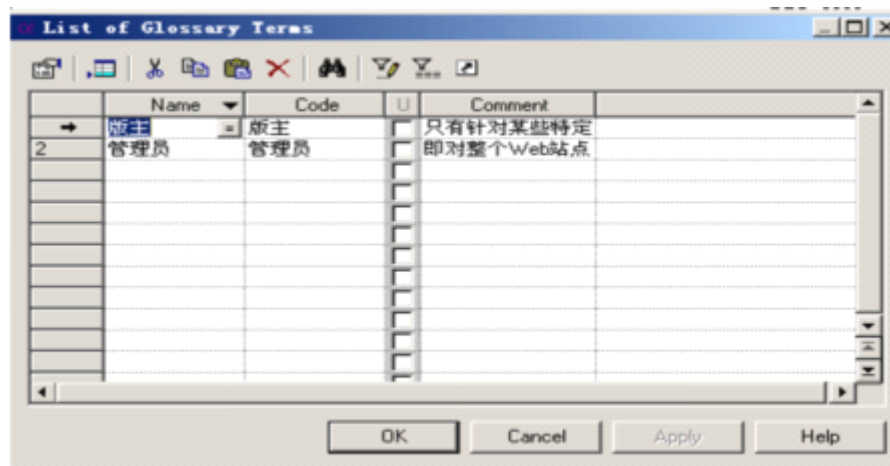 List of Glossary Terms
Name Code U Comment
版主 版主 只有针对某些特定
2 管理员 管理员 即对整个Web站点
OK Cancel Apply Help